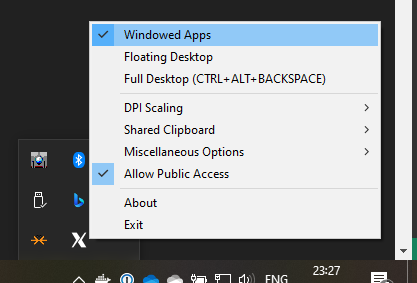 Windowed Apps
Floating Desktop
Full Desktop (CTRL+ALT+BACKSPACE)
DPI Scaling
Shared Clipboard
Miscellaneous Options
Allow Public Access
About
Exit
ENG
23:27